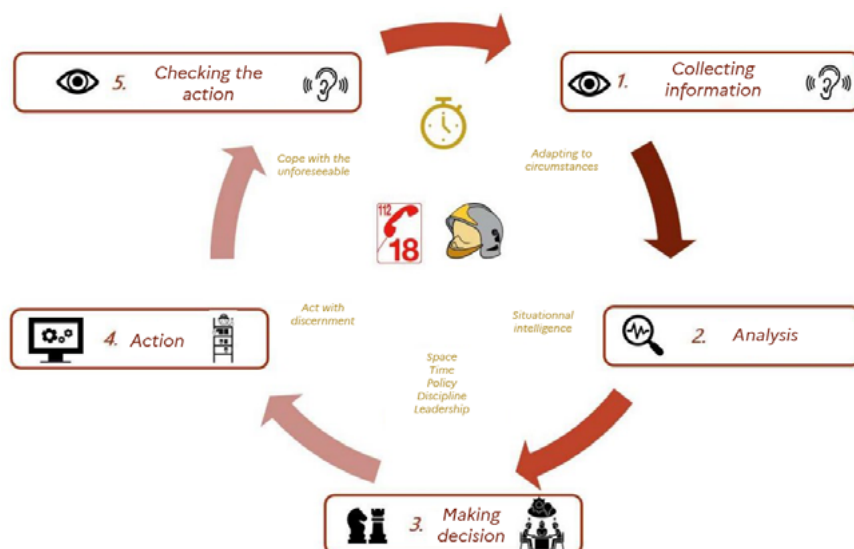 5. Checking the
action
1. Collecting
information
Cope with the
unforeseeable
Adapting to
circumstances
112
18
4. Action
Act with
discernment
Situationnal
intelligence
2. Analysis
Space
Time
Policy
Discipline
Leadership
3. Making
decision